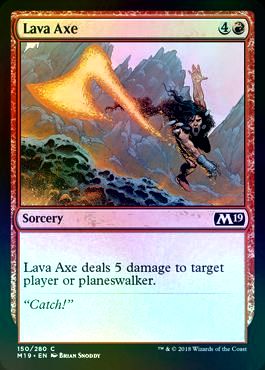 Lava Axe 4
Sorcery M19
Lava Axe deals 5 damage to target
player or planeswalker.
“Catch!”
150/280 C
M19 • EN Brian Snoddy ™ & © 2018 Wizards of the Coast